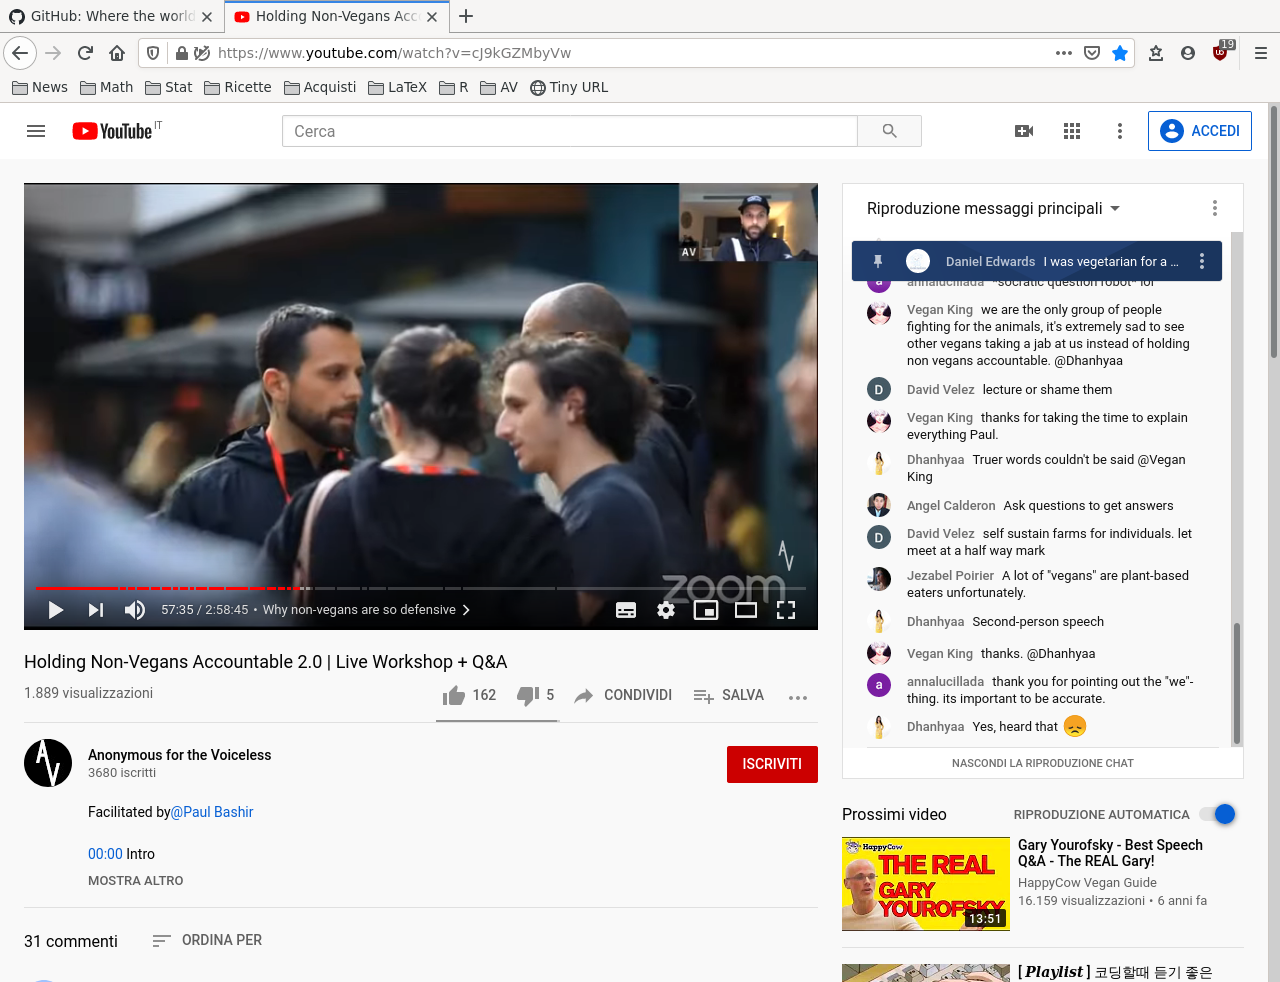 GitHub: Where the world
Holding Non-Vegans Acc
https://www.youtube.com/watch?v=cJ9kGZMbyVw
19
News
Math
Stat
Ricette
Acquisti
LaTeX
R
AV
Tiny URL
YouTube IT
Cerca
ACCEDI
AV
zoom
57:35 / 2:58:45 • Why non-vegans are so defensive
Holding Non-Vegans Accountable 2.0 | Live Workshop + Q&A
1.889 visualizzazioni
162
5
CONDIVIDI
SALVA
Anonymous for the Voiceless
3680 iscritti
ISCRIVITI
Facilitated by@Paul Bashir
00:00 Intro
MOSTRA ALTRO
31 commenti
ORDINA PER
Riproduzione messaggi principali
Daniel Edwards I was vegetarian for a ...
annalucillada *socratic question robot* lol
Vegan King we are the only group of people
fighting for the animals, it's extremely sad to see
other vegans taking a jab at us instead of holding
non vegans accountable. @Dhanhyaa
D David Velez lecture or shame them
Vegan King thanks for taking the time to explain
everything Paul.
Dhanhyaa Truer words couldn't be said @Vegan
King
Angel Calderon Ask questions to get answers
D David Velez self sustain farms for individuals. let
meet at a half way mark
Jezabel Poirier A lot of "vegans" are plant-based
eaters unfortunately.
Dhanhyaa Second-person speech
Vegan King thanks. @Dhanhyaa
a annalucillada thank you for pointing out the "we"-
thing. its important to be accurate.
Dhanhyaa Yes, heard that
NASCONDI LA RIPRODUZIONE CHAT
Prossimi video
RIPRODUZIONE AUTOMATICA
HappyCow
THE REAL
GARY
YOUROFSKY
13:51
Gary Yourofsky - Best Speech
Q&A - The REAL Gary!
HappyCow Vegan Guide
16.159 visualizzazioni • 6 anni fa
[ Playlist ] 코딩할때 듣기 좋은